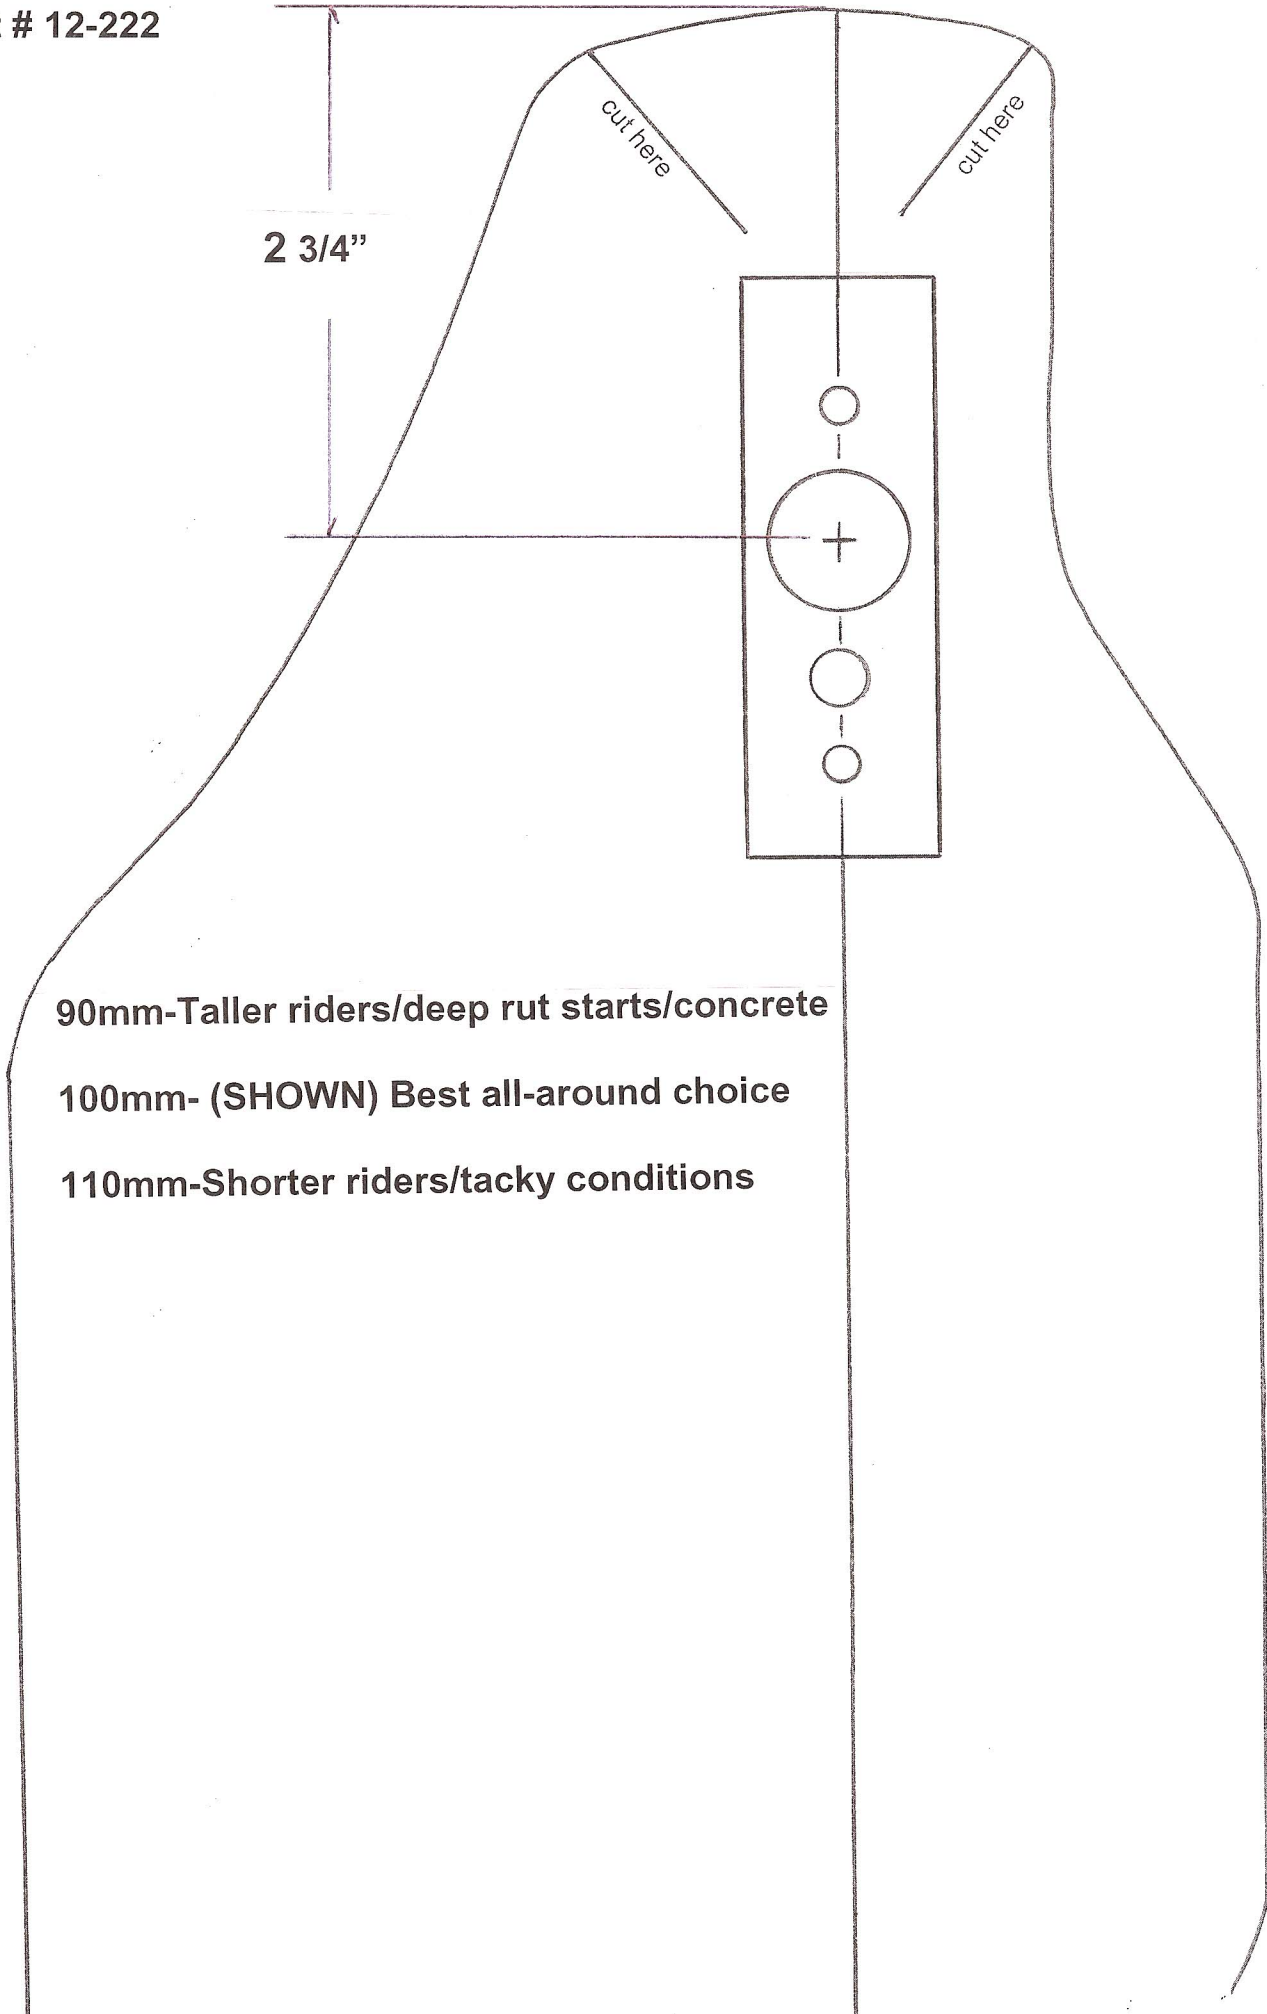 # 12-222
cut here
cut here
2 3/4”
90mm-Taller riders/deep rut starts/concrete
100mm- (SHOWN) Best all-around choice
110mm-Shorter riders/tacky conditions